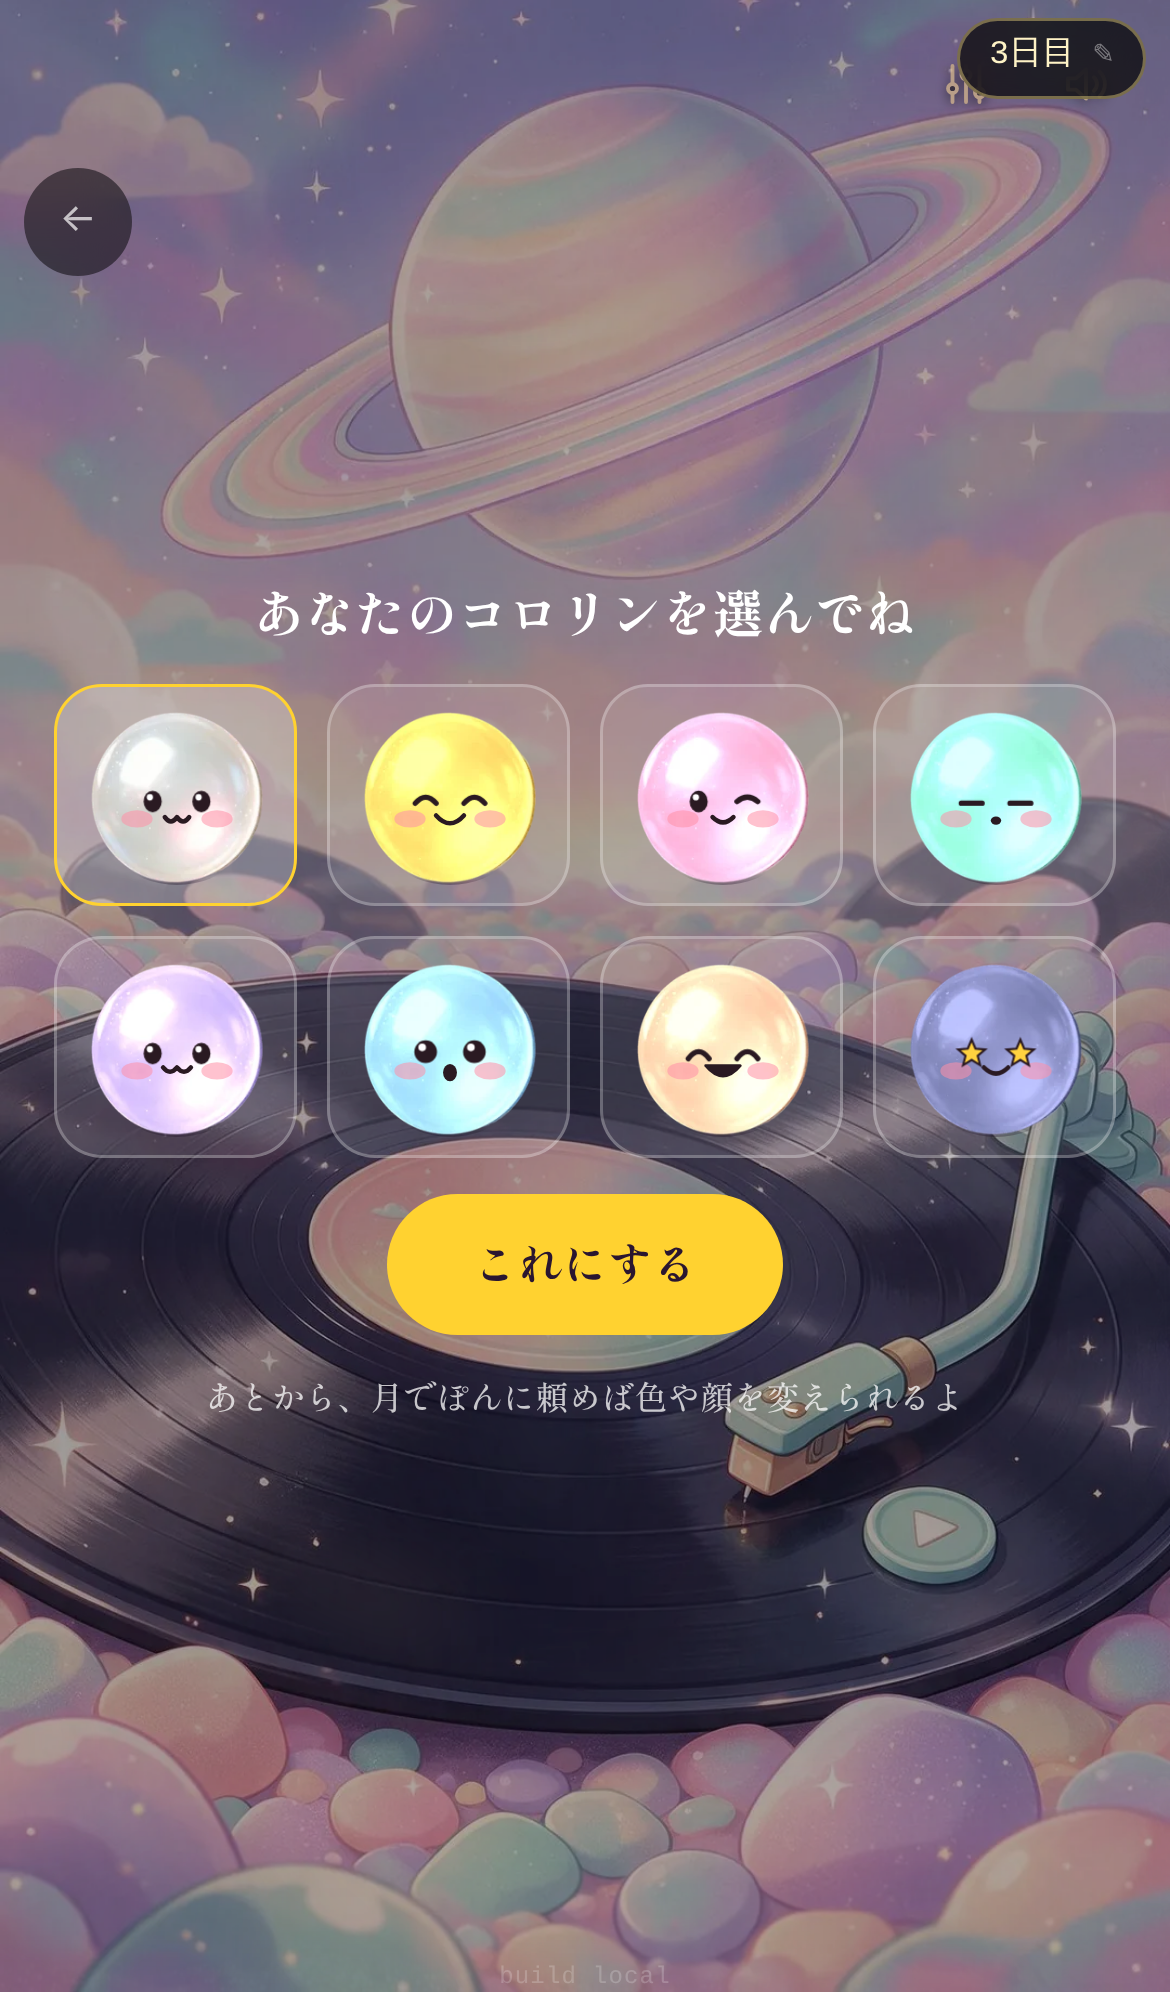 3日目 ✎
あなたのコロリンを選んでね
これにする
あとから、月でぽんに頼めば色や顔を変えられるよ
build local